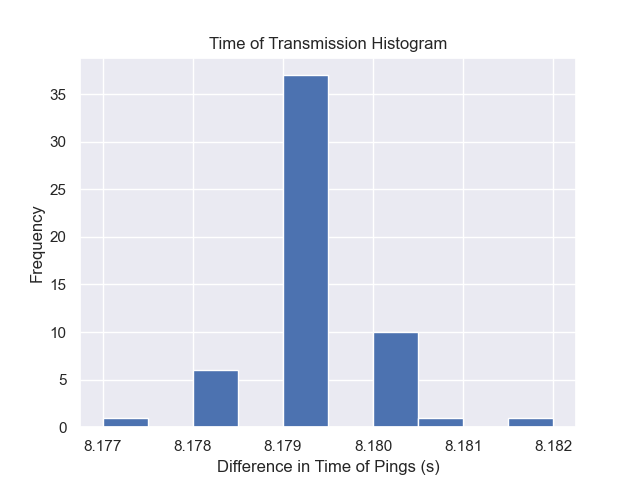 Time of Transmission Histogram
Frequency
35
30
25
20
15
10
5
0
8.177 8.178 8.179 8.180 8.181 8.182
Difference in Time of Pings (s)